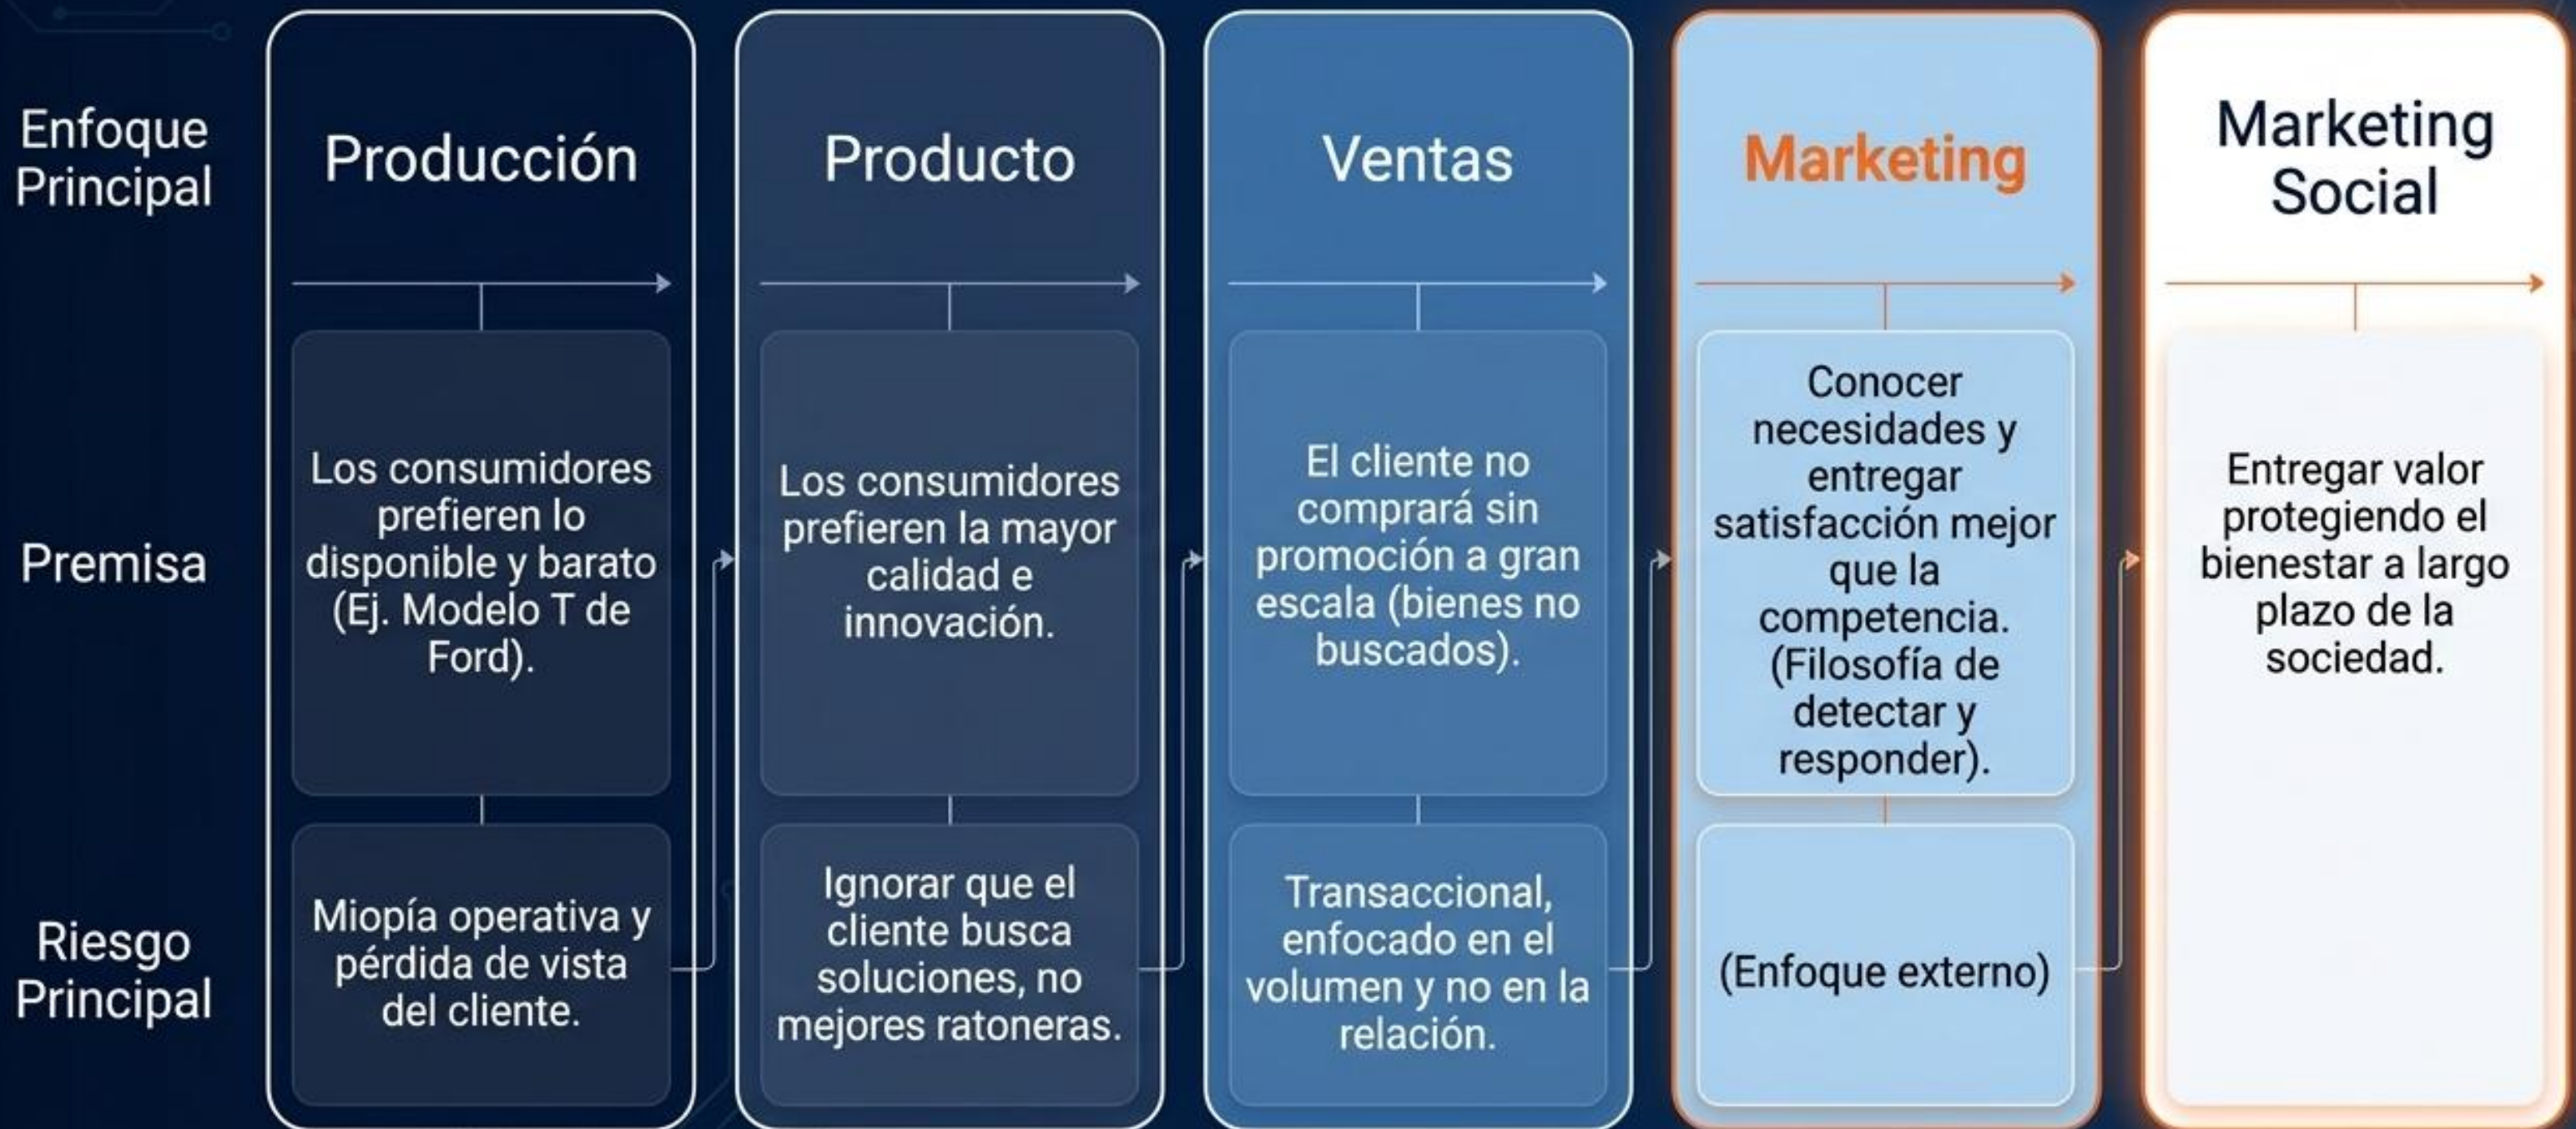 Enfoque
Principal
Producción
Producto
Ventas
Marketing
Marketing
Social
Premisa
Los consumidores
prefieren lo
disponible y barato
(Ej. Modelo T de
Ford).
Los consumidores
prefieren la mayor
calidad e
innovación.
El cliente no
comprará sin
promoción a gran
escala (bienes no
buscados).
Conocer
necesidades y
entregar
satisfacción mejor
que la
competencia.
(Filosofía de
detectar y
responder).
Entregar valor
protegiendo el
bienestar a largo
plazo de la
sociedad.
Riesgo
Principal
Miopía operativa y
pérdida de vista
del cliente.
Ignorar que el
cliente busca
soluciones, no
mejores ratoneras.
Transaccional,
enfocado en el
volumen y no en la
relación.
(Enfoque externo)